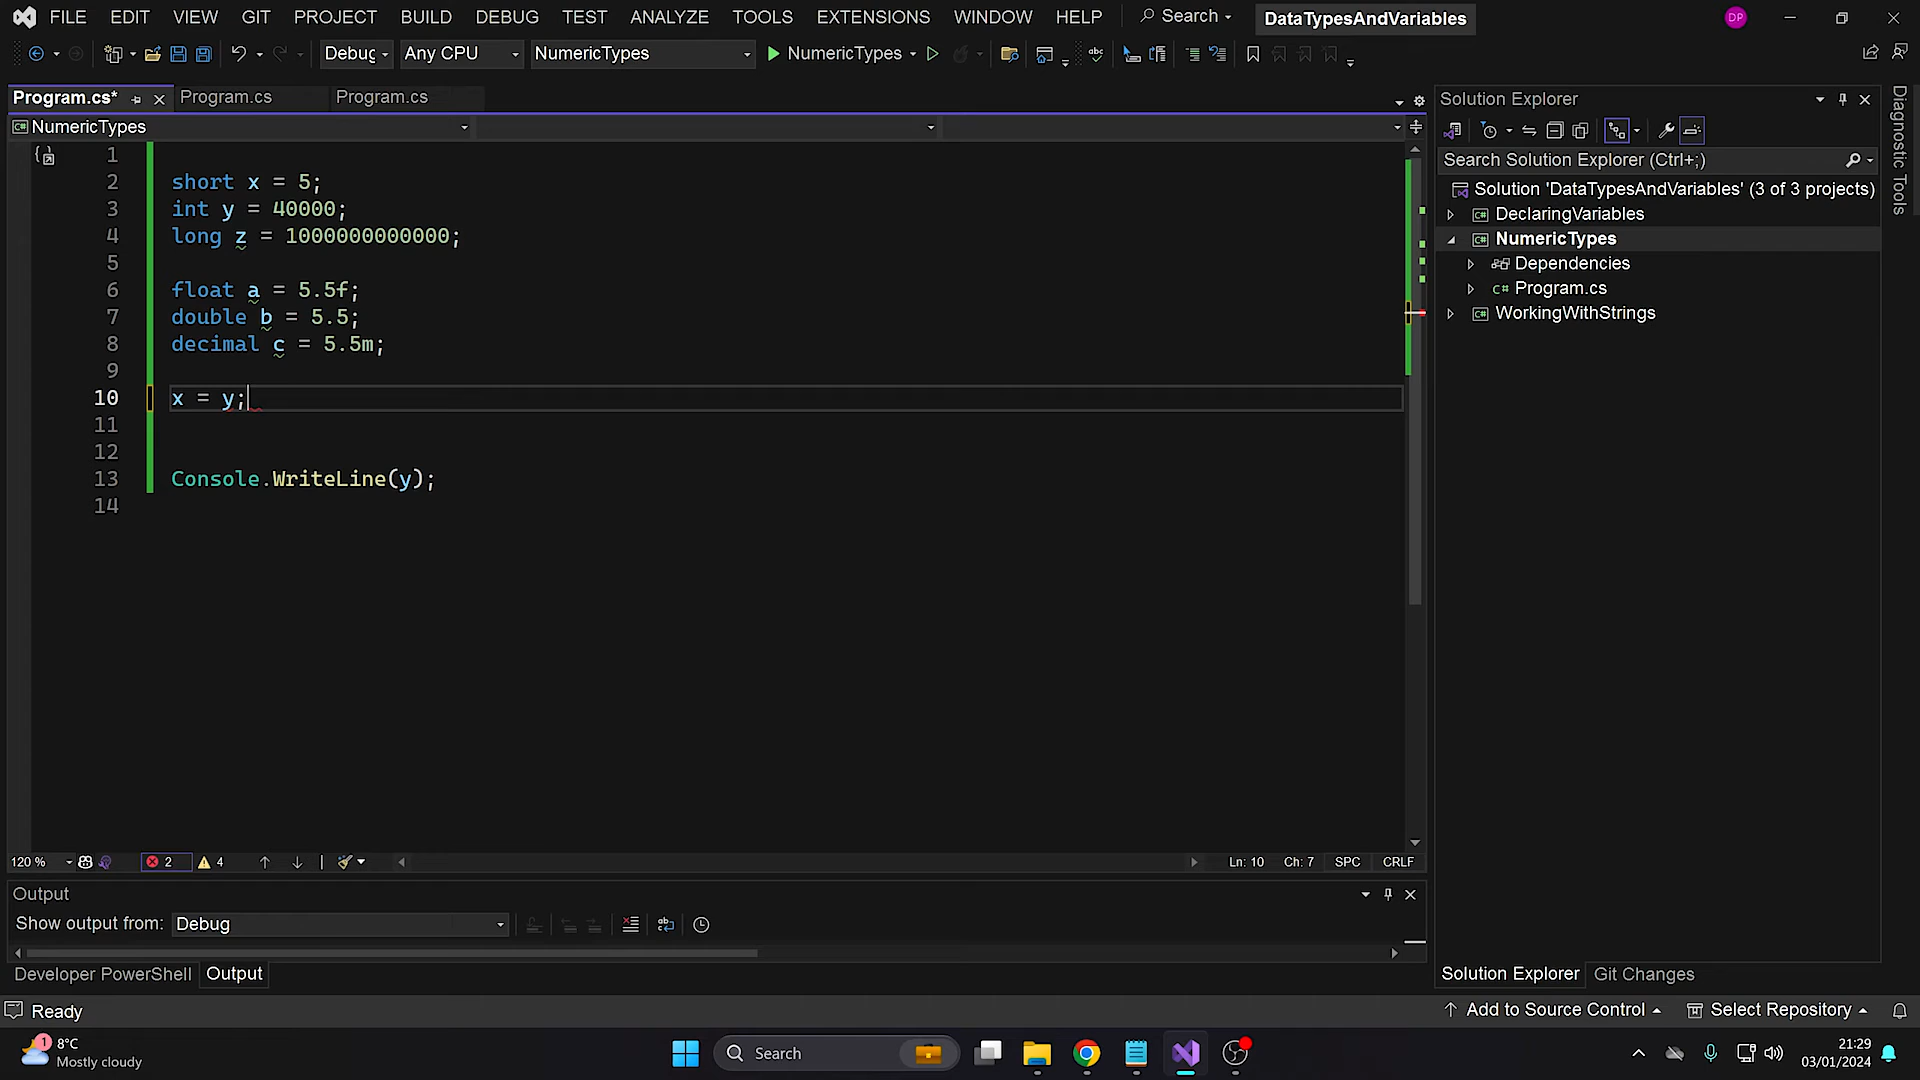 FILE EDIT VIEW GIT PROJECT BUILD DEBUG TEST ANALYZE TOOLS EXTENSIONS WINDOW HELP Search DataTypesAndVariables DP
Debug Any CPU NumericTypes NumericTypes
Program.cs* Program.cs Program.cs
NumericTypes
1
2 short x = 5;
3 int y = 40000;
4 long z = 1000000000000;
5
6 float a = 5.5f;
7 double b = 5.5;
8 decimal c = 5.5m;
9
10 x = y;
11
12
13 Console.WriteLine(y);
14
120 % 2 4 Ln: 10 Ch: 7 SPC CRLF
Output
Show output from: Debug
Developer PowerShell Output
Solution Explorer
Search Solution Explorer (Ctrl+;)
Solution 'DataTypesAndVariables' (3 of 3 projects)
DeclaringVariables
NumericTypes
Dependencies
C# Program.cs
WorkingWithStrings
Solution Explorer Git Changes
Diagnostic Tools
Ready Add to Source Control Select Repository
1 8°C
Mostly cloudy
Search
21:29
03/01/2024